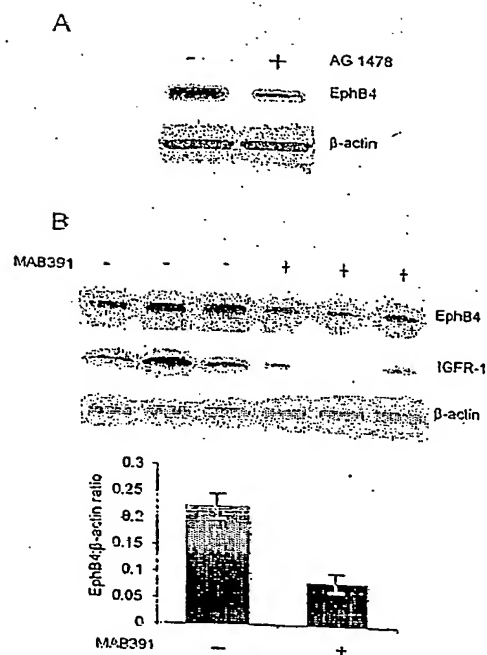 A
- + AG 1478
EphB4
β-actin
B
MAB391 - - - + + +
EphB4
IGFR-1
β-actin
EphB4:β-actin ratio
0.3
0.25
0.2
0.15
0.1
0.05
0
MAB391 - +